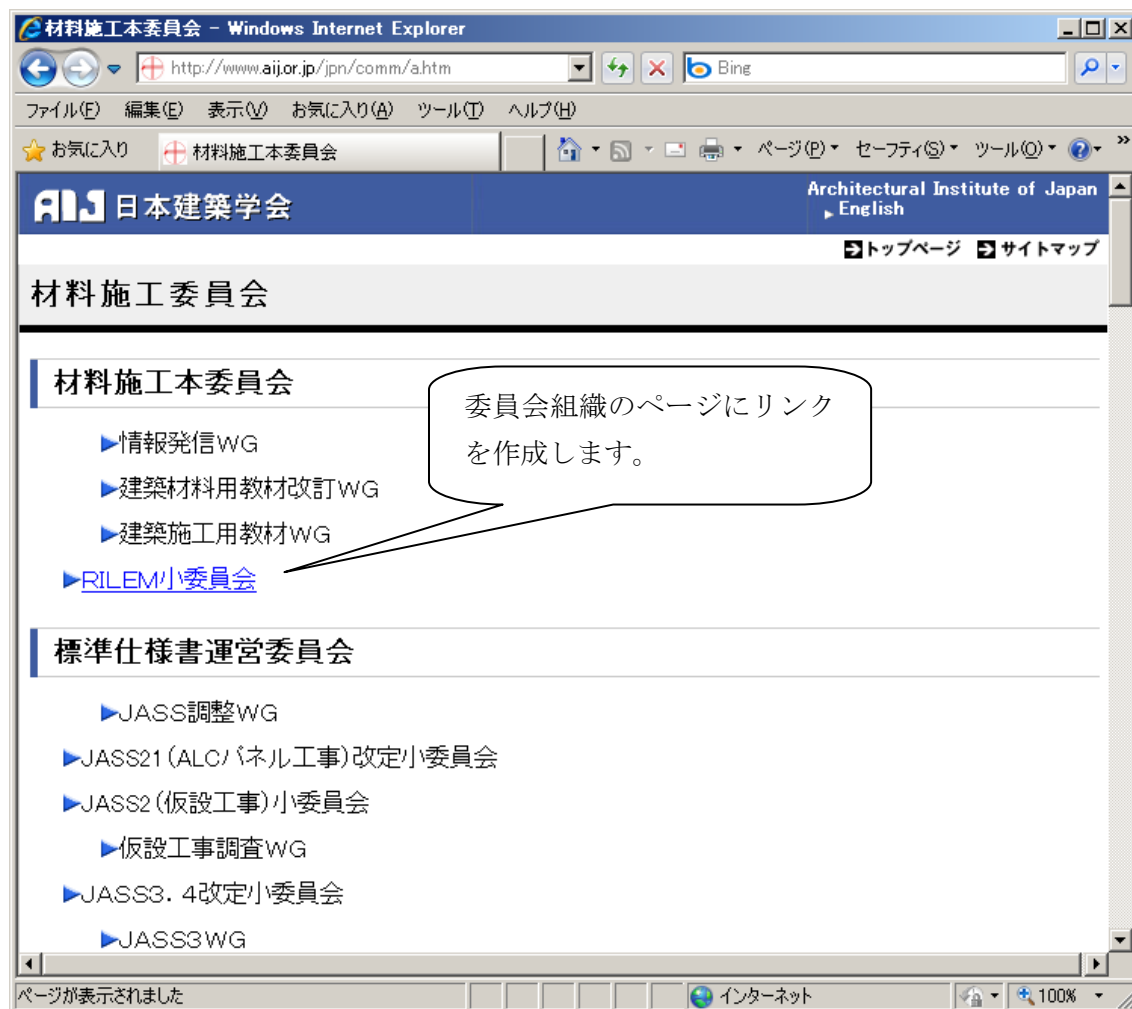 材料施工本委員会 - Windows Internet Explorer
http://www.aij.or.jp/jpn/comm/a.htm
Bing
ファイル(F) 編集(E) 表示(V) お気に入り(A) ツール(T) ヘルプ(H)
お気に入り 材料施工本委員会 ページ(P) セーフティ(S) ツール(O) »
AIJ 日本建築学会 Architectural Institute of Japan
English
トップページ サイトマップ
材料施工委員会
材料施工本委員会
委員会組織のページにリンク
を作成します。
▶情報発信WG
▶建築材料用教材改訂WG
▶建築施工用教材WG
▶RILEM小委員会
標準仕様書運営委員会
▶JASS調整WG
▶JASS21(ALCパネル工事)改定小委員会
▶JASS2(仮設工事)小委員会
▶仮設工事調査WG
▶JASS3．4改定小委員会
▶JASS3WG
ページが表示されました インターネット 100%